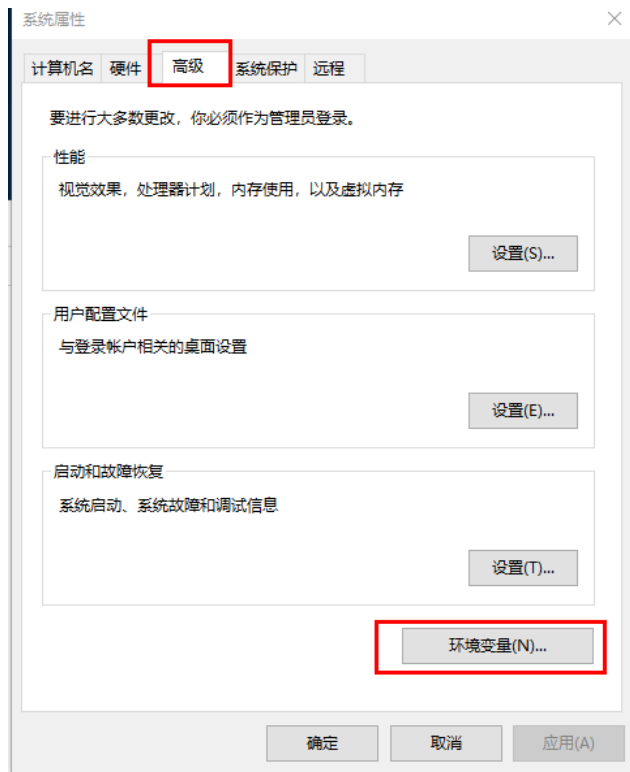 系统属性
计算机名 硬件 高级 系统保护 远程
要进行大多数更改，你必须作为管理员登录。
性能
视觉效果，处理器计划，内存使用，以及虚拟内存
设置(S)...
用户配置文件
与登录帐户相关的桌面设置
设置(E)...
启动和故障恢复
系统启动、系统故障和调试信息
设置(T)...
环境变量(N)...
确定 取消 应用(A)